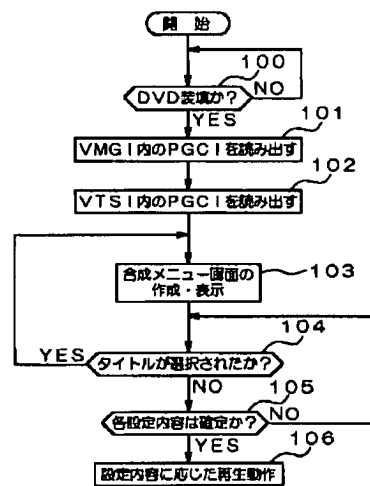 開始
100
DVD装填か?
NO
YES
101
VMGI内のPGCIを読み出す
102
VTSI内のPGCIを読み出す
合成メニュー画面の
作成・表示
103
104
YES
タイトルが選択されたか?
NO
105
各設定内容は確定か?
NO
YES
106
設定内容に応じた再生動作